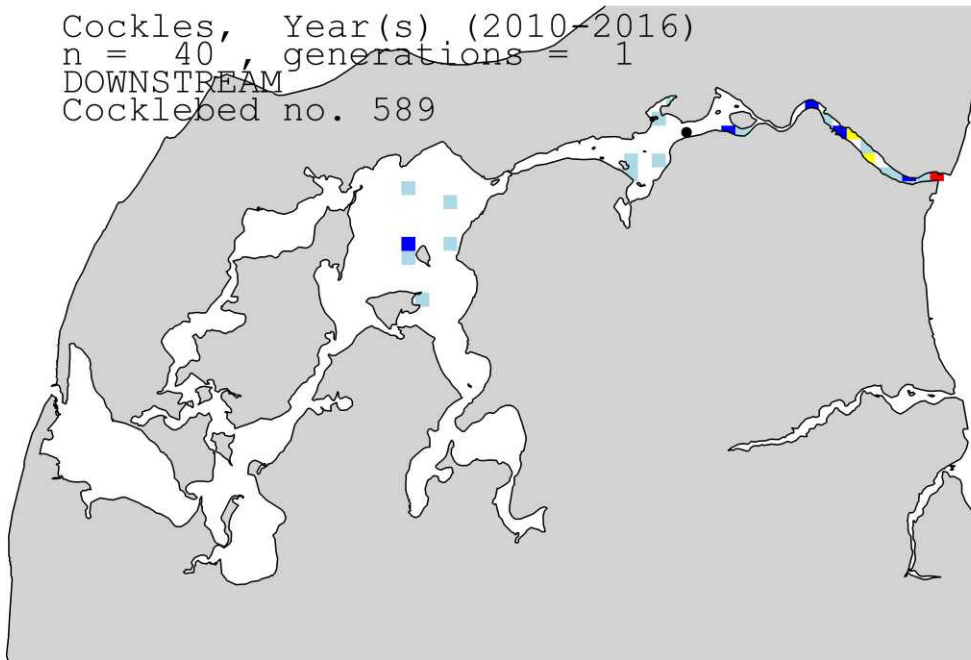 Cockles, Year(s) (2010-2016)
n = 40 , generations = 1
DOWNSTREAM
Cocklebed no. 589